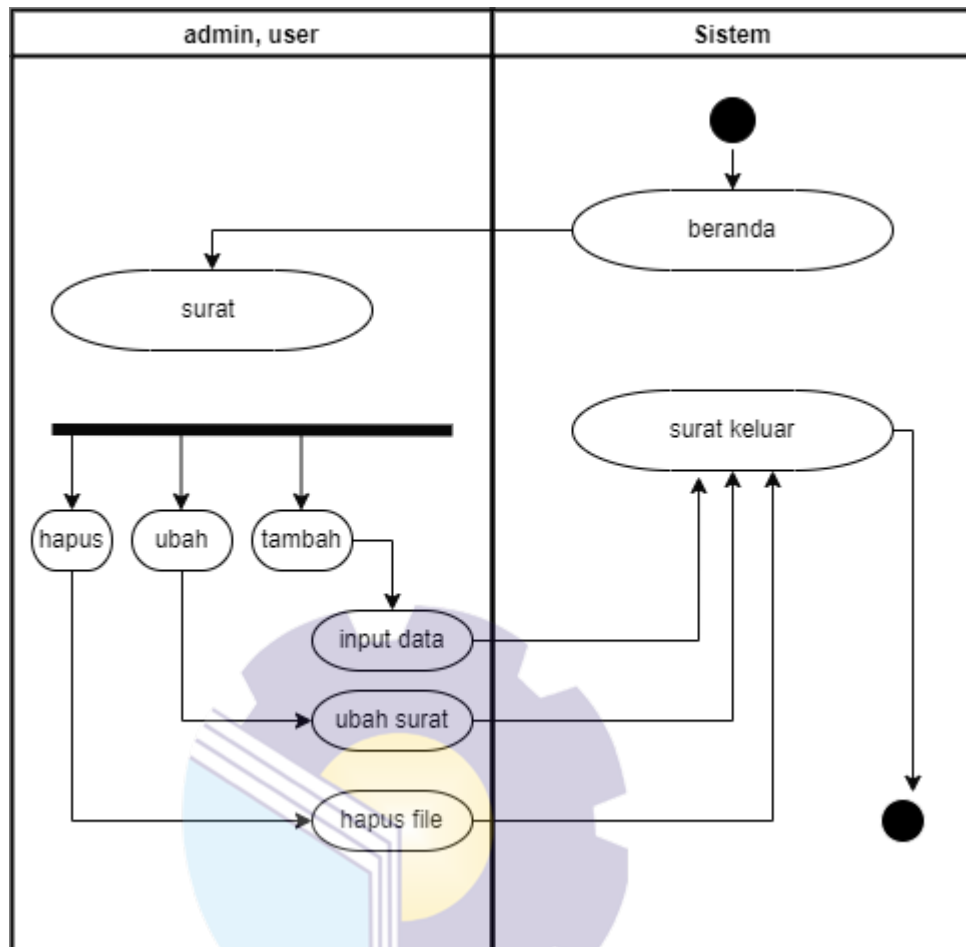 admin, user
Sistem
beranda
surat
surat keluar
hapus
ubah
tambah
input data
ubah surat
hapus file